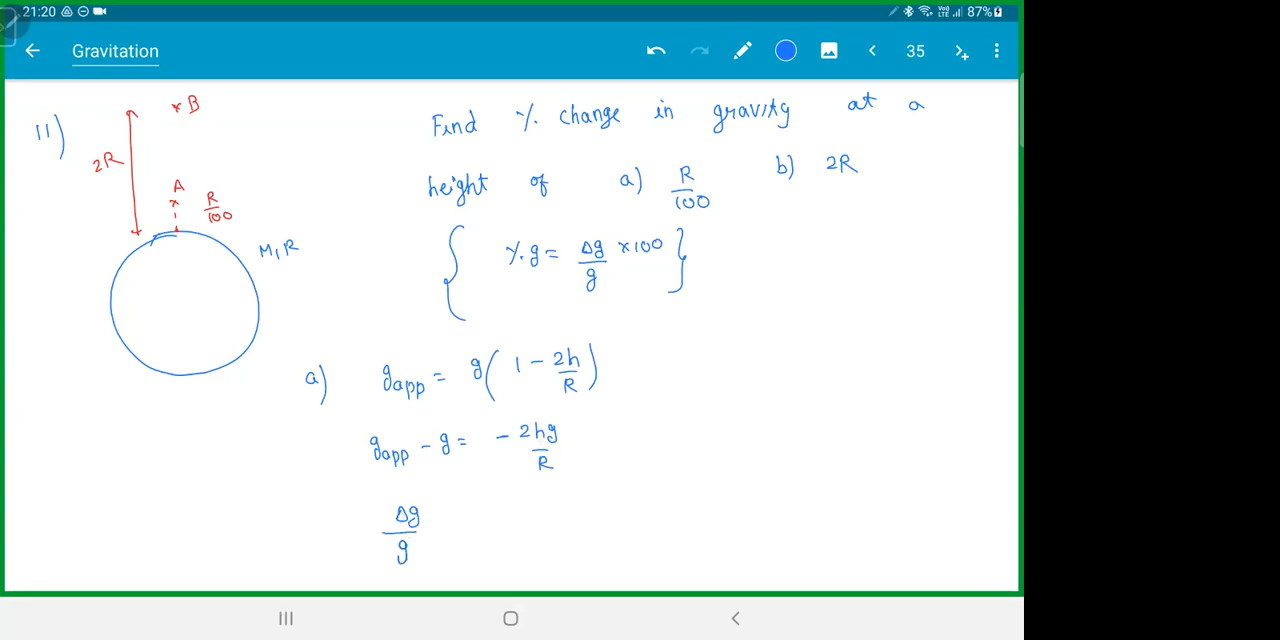 21:20 87%
Gravitation 35
11)
× B
2R
A
×
R/100
M, R
Find % change in gravity at a
height of a) R/100 b) 2R
{ % g = Δg/g × 100 }
a) g_app = g(1 - 2h/R)
g_app - g = - 2hg/R
Δg/g